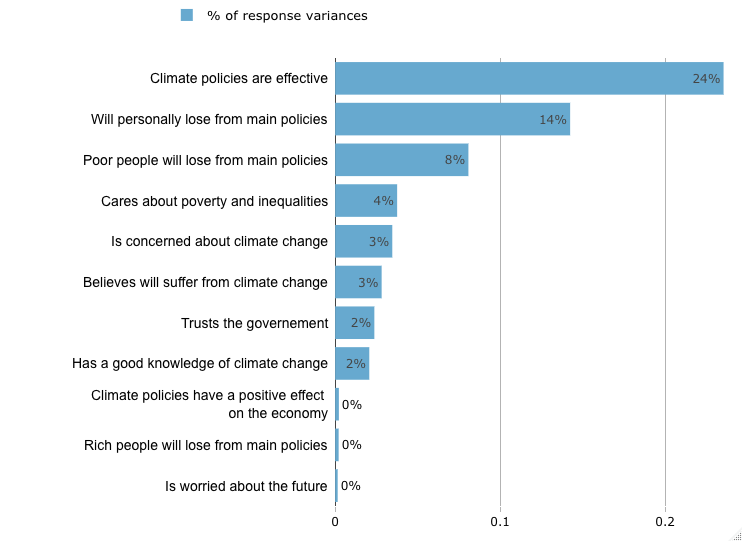 % of response variances
Climate policies are effective 24%
Will personally lose from main policies 14%
Poor people will lose from main policies 8%
Cares about poverty and inequalities 4%
Is concerned about climate change 3%
Believes will suffer from climate change 3%
Trusts the governement 2%
Has a good knowledge of climate change 2%
Climate policies have a positive effect
on the economy 0%
Rich people will lose from main policies 0%
Is worried about the future 0%
0 0.1 0.2